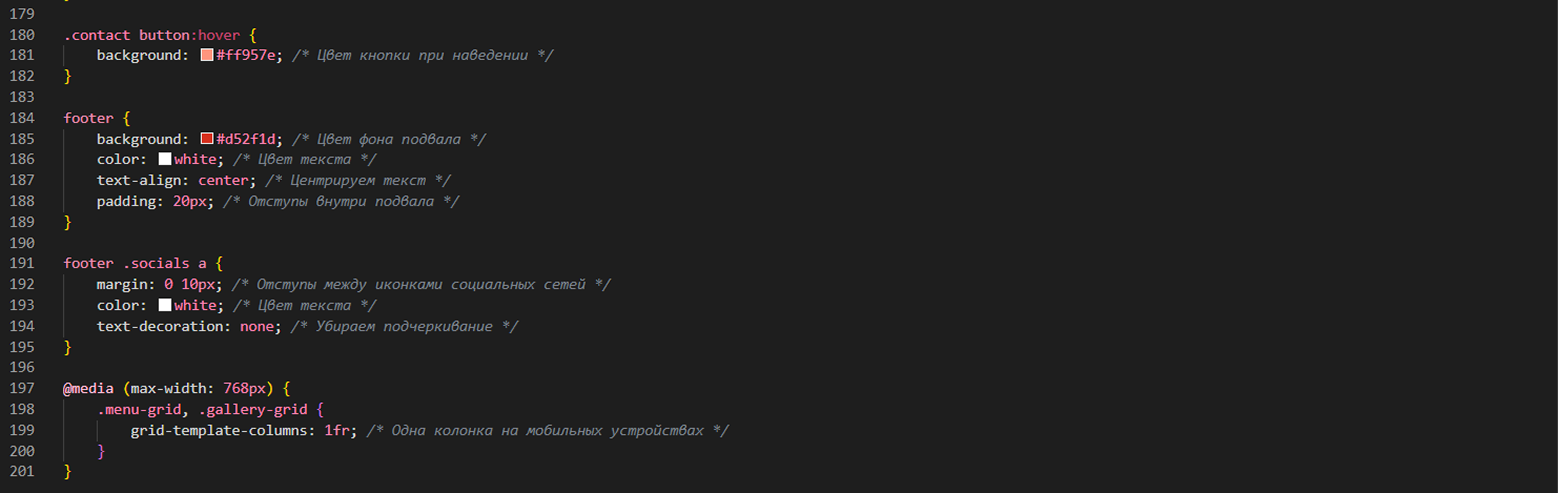 179
180 .contact button:hover {
181 background: #ff957e; /* Цвет кнопки при наведении */
182 }
183
184 footer {
185 background: #d52f1d; /* Цвет фона подвала */
186 color: white; /* Цвет текста */
187 text-align: center; /* Центрируем текст */
188 padding: 20px; /* Отступы внутри подвала */
189 }
190
191 footer .socials a {
192 margin: 0 10px; /* Отступы между иконками социальных сетей */
193 color: white; /* Цвет текста */
194 text-decoration: none; /* Убираем подчеркивание */
195 }
196
197 @media (max-width: 768px) {
198 .menu-grid, .gallery-grid {
199 grid-template-columns: 1fr; /* Одна колонка на мобильных устройствах */
200 }
201 }